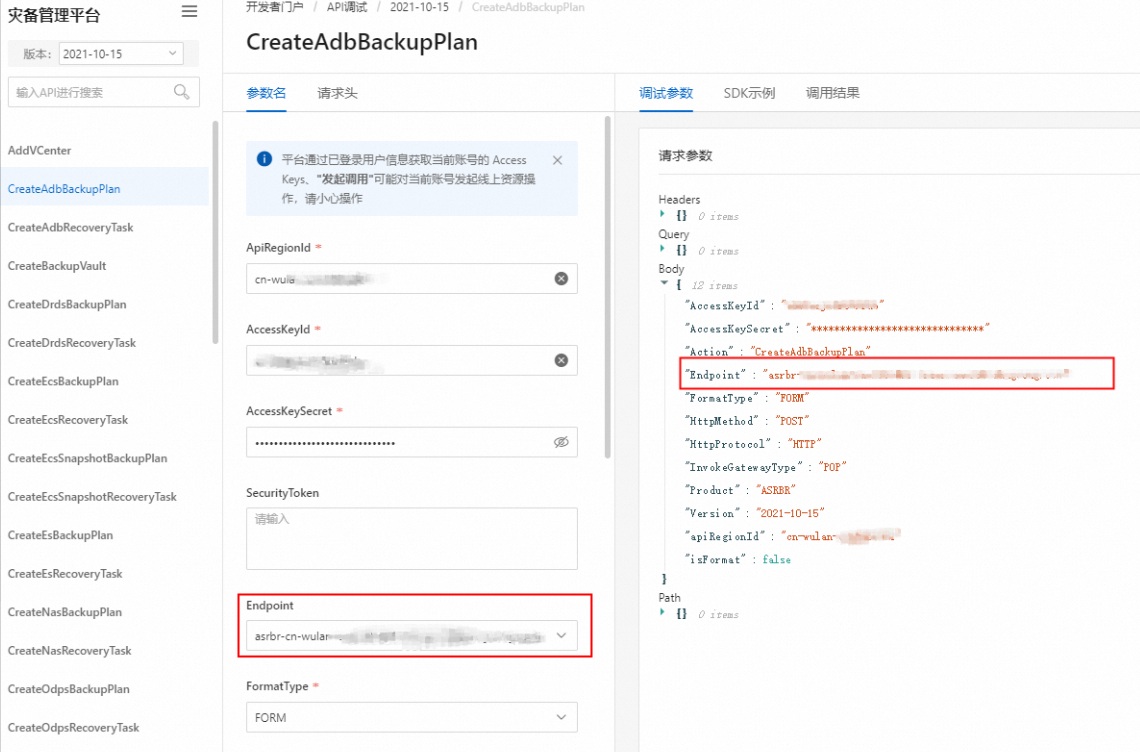 灾备管理平台
版本： 2021-10-15
输入API进行搜索
AddVCenter
CreateAdbBackupPlan
CreateAdbRecoveryTask
CreateBackupVault
CreateDrdsBackupPlan
CreateDrdsRecoveryTask
CreateEcsBackupPlan
CreateEcsRecoveryTask
CreateEcsSnapshotBackupPlan
CreateEcsSnapshotRecoveryTask
CreateEsBackupPlan
CreateEsRecoveryTask
CreateNasBackupPlan
CreateNasRecoveryTask
CreateOdpsBackupPlan
CreateOdpsRecoveryTask
开发者门户 / API调试 / 2021-10-15 / CreateAdbBackupPlan
CreateAdbBackupPlan
参数名 请求头
平台通过已登录用户信息获取当前账号的 Access
Keys、"发起调用"可能对当前账号发起线上资源操
作，请小心操作
ApiRegionId *
cn-wula
AccessKeyId *
AccessKeySecret *
••••••••••••••••••••••••••••••
SecurityToken
请输入
Endpoint
asrbr-cn-wulan
FormatType *
FORM
调试参数 SDK示例 调用结果
请求参数
Headers
{} 0 items
Query
{} 0 items
Body
{ 12 items
"AccessKeyId" : "
"AccessKeySecret" : "******************************"
"Action" : "CreateAdbBackupPlan"
"Endpoint" : "asrbr-
"FormatType" : "FORM"
"HttpMethod" : "POST"
"HttpProtocol" : "HTTP"
"InvokeGatewayType" : "POP"
"Product" : "ASRBR"
"Version" : "2021-10-15"
"apiRegionId" : "cn-wulan-
"isFormat" : false
}
Path
{} 0 items